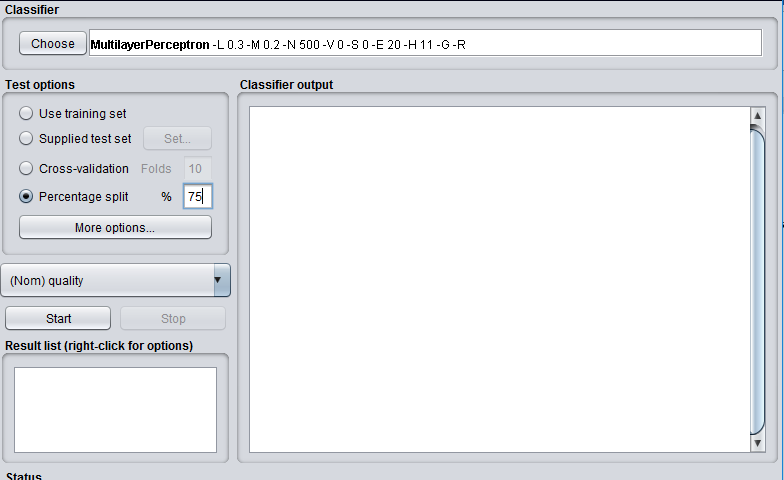 Classifier
Choose MultilayerPerceptron -L 0.3 -M 0.2 -N 500 -V 0 -S 0 -E 20 -H 11 -G -R
Test options
Use training set
Supplied test set Set...
Cross-validation Folds 10
Percentage split % 75
More options...
(Nom) quality
Start Stop
Result list (right-click for options)
Classifier output
Status